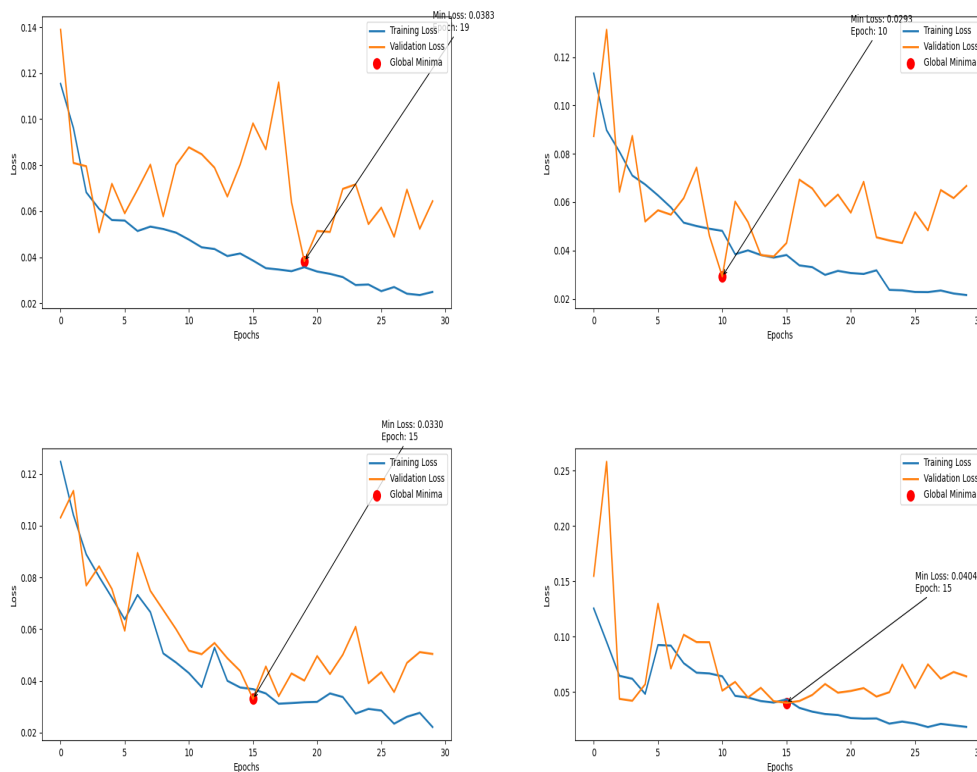 Min Loss: 0.0383
Epoch: 19
Training Loss
Validation Loss
Global Minima
0.14
0.12
0.10
0.08
0.06
0.04
0.02
Loss
0
5
10
15
20
25
30
Epochs
Min Loss: 0.0293
Epoch: 10
Training Loss
Validation Loss
Global Minima
0.12
0.10
0.08
0.06
0.04
0.02
Loss
0
5
10
15
20
25
Epochs
Min Loss: 0.0330
Epoch: 15
Training Loss
Validation Loss
Global Minima
0.12
0.10
0.08
0.06
0.04
0.02
Loss
0
5
10
15
20
25
30
Epochs
Training Loss
Validation Loss
Global Minima
Min Loss: 0.0404
Epoch: 15
0.25
0.20
0.15
0.10
0.05
Loss
0
5
10
15
20
25
Epochs